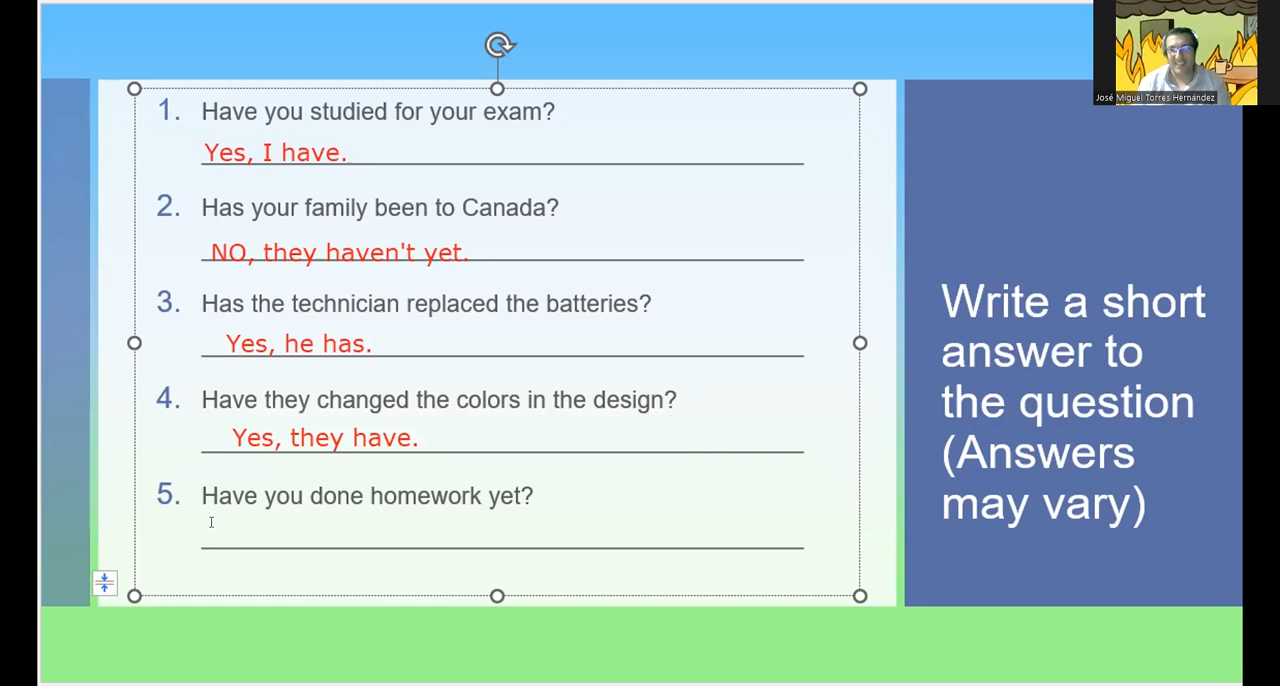 José Miguel Torres Hernández
1. Have you studied for your exam?
Yes, I have.
2. Has your family been to Canada?
NO, they haven't yet.
3. Has the technician replaced the batteries?
Yes, he has.
4. Have they changed the colors in the design?
Yes, they have.
5. Have you done homework yet?
Write a short
answer to
the question
(Answers
may vary)